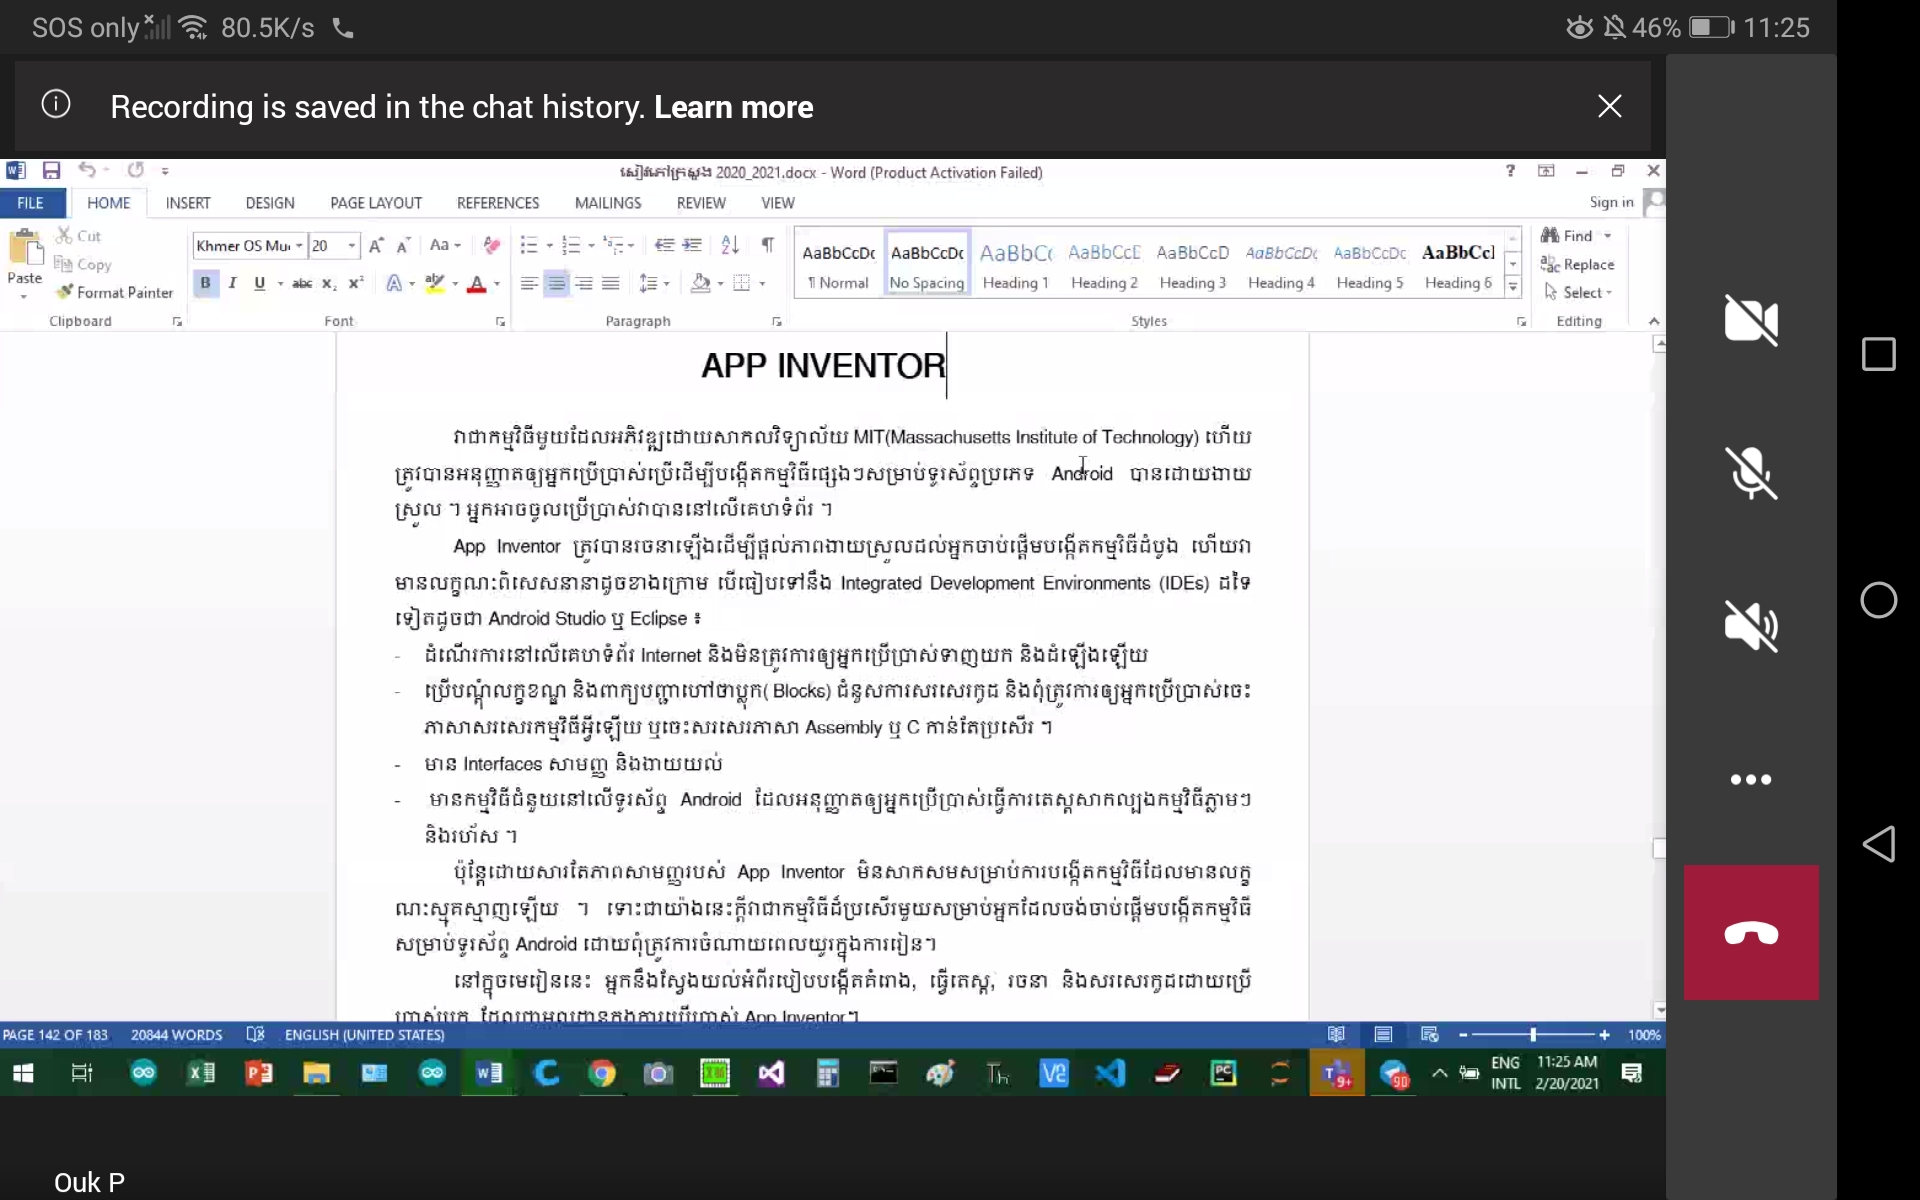 SOS only 80.5K/s 46% 11:25
Recording is saved in the chat history. Learn more
សៀវភៅក្រសួង 2020_2021.docx - Word (Product Activation Failed)
FILE HOME INSERT DESIGN PAGE LAYOUT REFERENCES MAILINGS REVIEW VIEW Sign in
Paste Cut Copy Format Painter
Khmer OS Mu 20
AaBbCcDc AaBbCcDc AaBbC( AaBbCcE AaBbCcD AaBbCcDc AaBbCcDc AaBbCcI
¶ Normal No Spacing Heading 1 Heading 2 Heading 3 Heading 4 Heading 5 Heading 6
Find Replace Select
Clipboard Font Paragraph Styles Editing
APP INVENTOR
វាជាកម្មវិធីមួយដែលអភិវឌ្ឍដោយសាកលវិទ្យាល័យ MIT(Massachusetts Institute of Technology) ហើយ
ត្រូវបានអនុញ្ញាតឲ្យអ្នកប្រើប្រាស់ប្រើដើម្បីបង្កើតកម្មវិធីផ្សេងៗសម្រាប់ទូរស័ព្ទប្រភេទ Android បានដោយងាយ
ស្រួល ។ អ្នកអាចចូលប្រើប្រាស់វាបាននៅលើគេហទំព័រ ។
App Inventor ត្រូវបានរចនាឡើងដើម្បីផ្តល់ភាពងាយស្រួលដល់អ្នកចាប់ផ្តើមបង្កើតកម្មវិធីដំបូង ហើយវា
មានលក្ខណៈពិសេសនានាដូចខាងក្រោម បើធៀបទៅនឹង Integrated Development Environments (IDEs) ដទៃ
ទៀតដូចជា Android Studio ឬ Eclipse ៖
- ដំណើរការនៅលើគេហទំព័រ Internet និងមិនត្រូវការឲ្យអ្នកប្រើប្រាស់ទាញយក និងដំឡើងឡើយ
- ប្រើបណ្តុំលក្ខខណ្ឌ និងពាក្យបញ្ជាហៅថាប្លុក( Blocks) ជំនួសការសរសេរកូដ និងពុំត្រូវការឲ្យអ្នកប្រើប្រាស់ចេះ
ភាសាសរសេរកម្មវិធីអ្វីឡើយ ឬចេះសរសេរភាសា Assembly ឬ C កាន់តែប្រសើរ ។
- មាន Interfaces សាមញ្ញ និងងាយយល់
- មានកម្មវិធីជំនួយនៅលើទូរស័ព្ទ Android ដែលអនុញ្ញាតឲ្យអ្នកប្រើប្រាស់ធ្វើការតេស្តសាកល្បងកម្មវិធីភ្លាមៗ
និងរហ័ស ។
ប៉ុន្តែដោយសារតែភាពសាមញ្ញរបស់ App Inventor មិនសាកសមសម្រាប់ការបង្កើតកម្មវិធីដែលមានលក្ខ
ណៈស្មុគស្មាញឡើយ ។ ទោះជាយ៉ាងនេះក្តីវាជាកម្មវិធីដ៏ប្រសើរមួយសម្រាប់អ្នកដែលចង់ចាប់ផ្តើមបង្កើតកម្មវិធី
សម្រាប់ទូរស័ព្ទ Android ដោយពុំត្រូវការចំណាយពេលយូរក្នុងការរៀន។
នៅក្នុងមេរៀននេះ អ្នកនឹងស្វែងយល់អំពីរបៀបបង្កើតគំរោង, ធ្វើតេស្ត, រចនា និងសរសេរកូដដោយប្រើ
ប្រាស់ប្លុក ដែលជាមូលដ្ឋានក្នុងការប្រើប្រាស់ App Inventor។
PAGE 142 OF 183 20844 WORDS ENGLISH (UNITED STATES) 100%
ENG 11:25 AM
INTL 2/20/2021
Ouk P